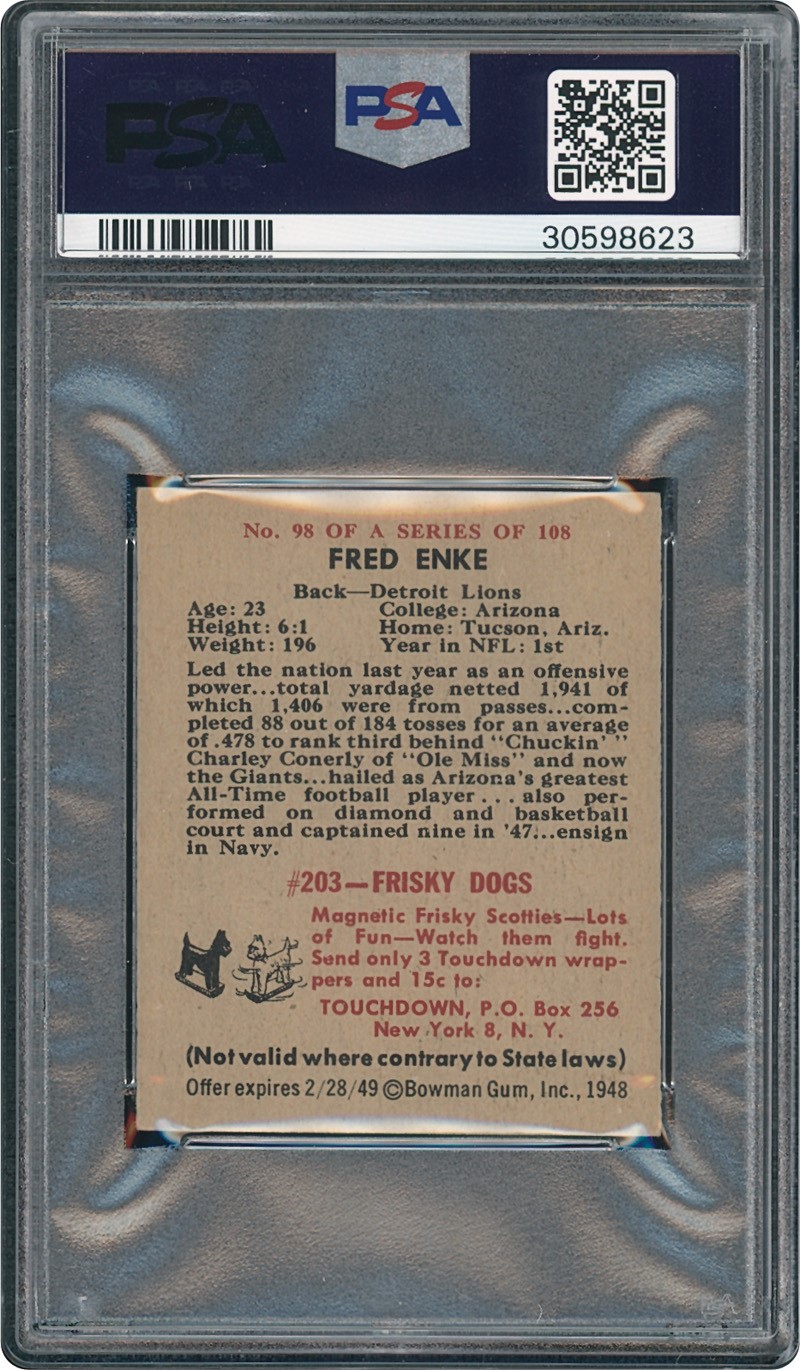 PSA
PSA
30598623
No. 98 OF A SERIES OF 108
FRED ENKE
Back—Detroit Lions
Age: 23 College: Arizona
Height: 6:1 Home: Tucson, Ariz.
Weight: 196 Year in NFL: 1st
Led the nation last year as an offensive
power...total yardage netted 1,941 of
which 1,406 were from passes...com-
pleted 88 out of 184 tosses for an average
of .478 to rank third behind "Chuckin' "
Charley Conerly of "Ole Miss" and now
the Giants...hailed as Arizona's greatest
All-Time football player... also per-
formed on diamond and basketball
court and captained nine in '47...ensign
in Navy.
#203—FRISKY DOGS
Magnetic Frisky Scotties—Lots
of Fun—Watch them fight.
Send only 3 Touchdown wrap-
pers and 15c to:
TOUCHDOWN, P.O. Box 256
New York 8, N. Y.
(Not valid where contrary to State laws)
Offer expires 2/28/49 ©Bowman Gum, Inc., 1948